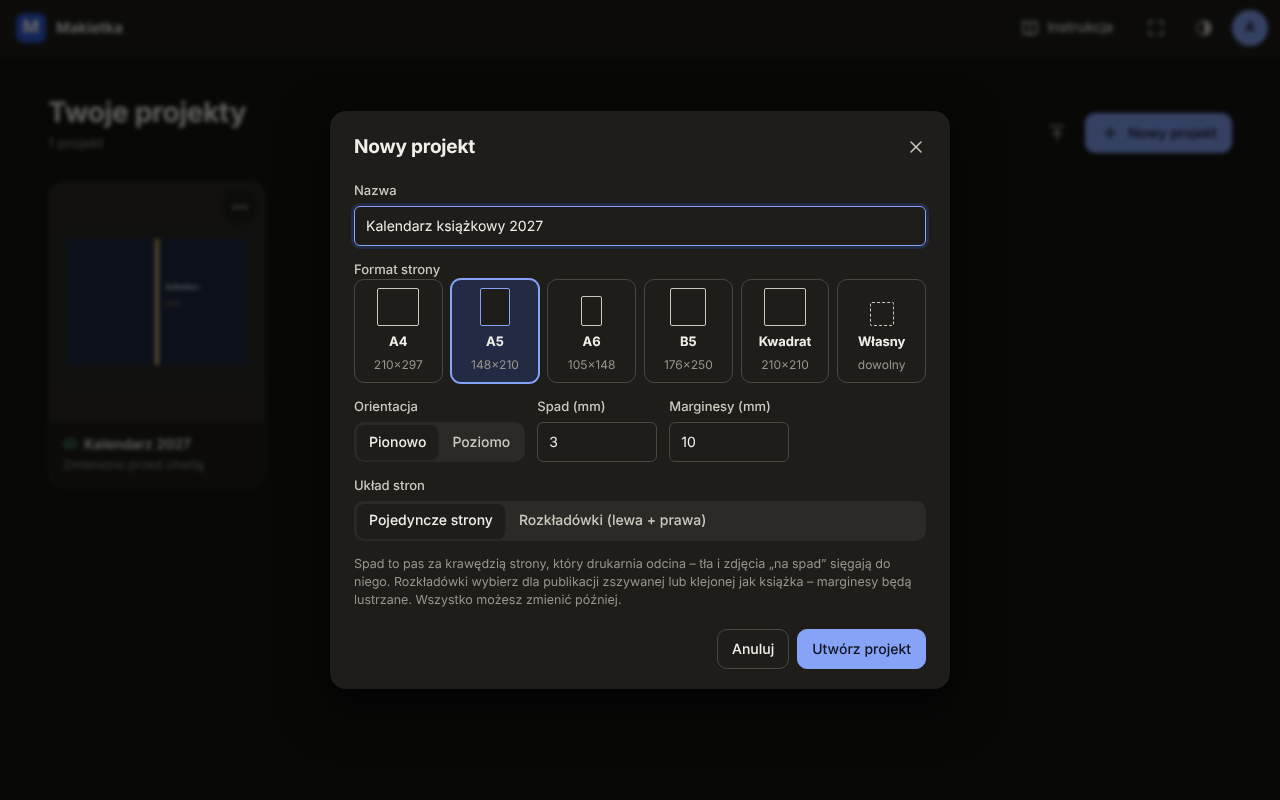 M Makietka
Instrukcja
A
Twoje projekty
1 projekt
Nowy projekt
Kalendarz 2027
Zmieniono przed chwilą
Nowy projekt
Nazwa
Kalendarz książkowy 2027
Format strony
A4
210×297
A5
148×210
A6
105×148
B5
176×250
Kwadrat
210×210
Własny
dowolny
Orientacja
Pionowo Poziomo
Spad (mm)
3
Marginesy (mm)
10
Układ stron
Pojedyncze strony Rozkładówki (lewa + prawa)
Spad to pas za krawędzią strony, który drukarnia odcina – tła i zdjęcia „na spad” sięgają do
niego. Rozkładówki wybierz dla publikacji zszywanej lub klejonej jak książka – marginesy będą
lustrzane. Wszystko możesz zmienić później.
Anuluj Utwórz projekt